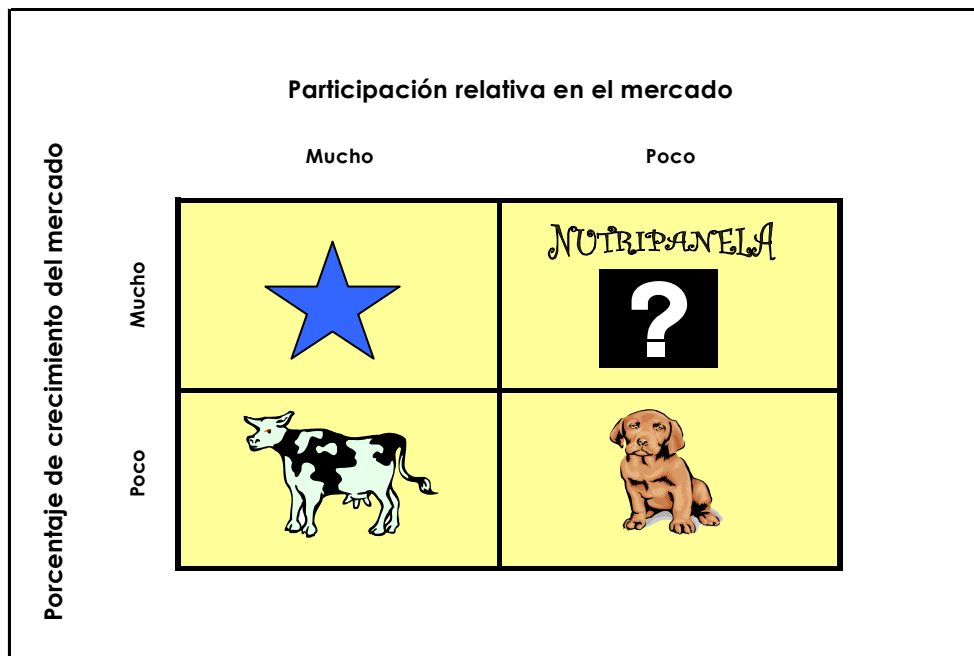 Participación relativa en el mercado
Mucho
Poco
Porcentaje de crecimiento del mercado
Mucho
NUTRIPANELA
?
Poco